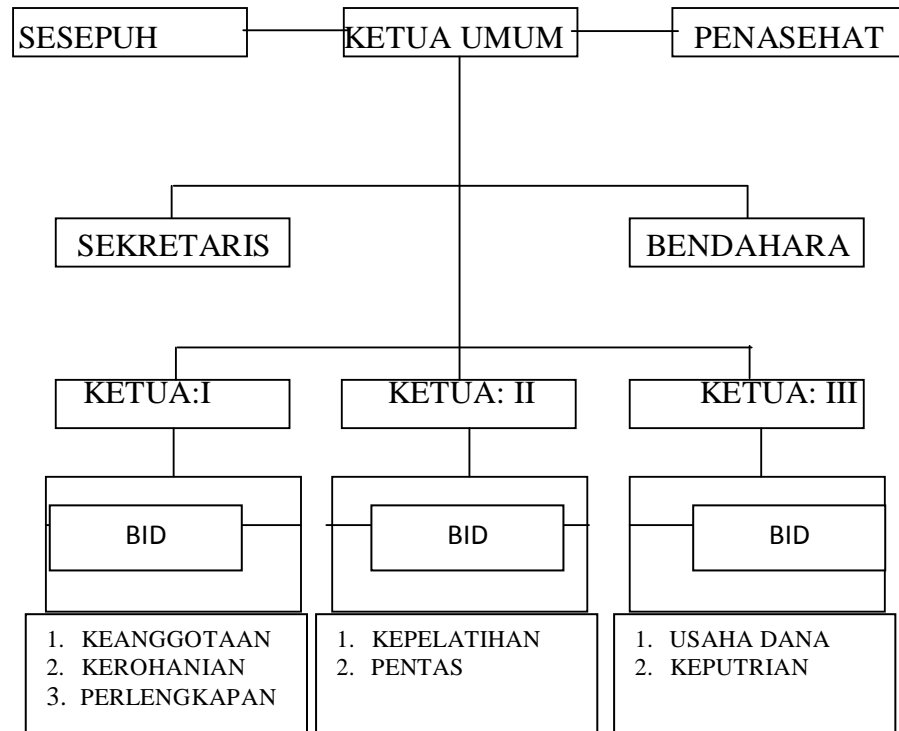 SESEPUH KETUA UMUM PENASEHAT
SEKRETARIS BENDAHARA
KETUA:I KETUA: II KETUA: III
BID BID BID
1. KEANGGOTAAN
2. KEROHANIAN
3. PERLENGKAPAN
1. KEPELATIHAN
2. PENTAS
1. USAHA DANA
2. KEPUTRIAN